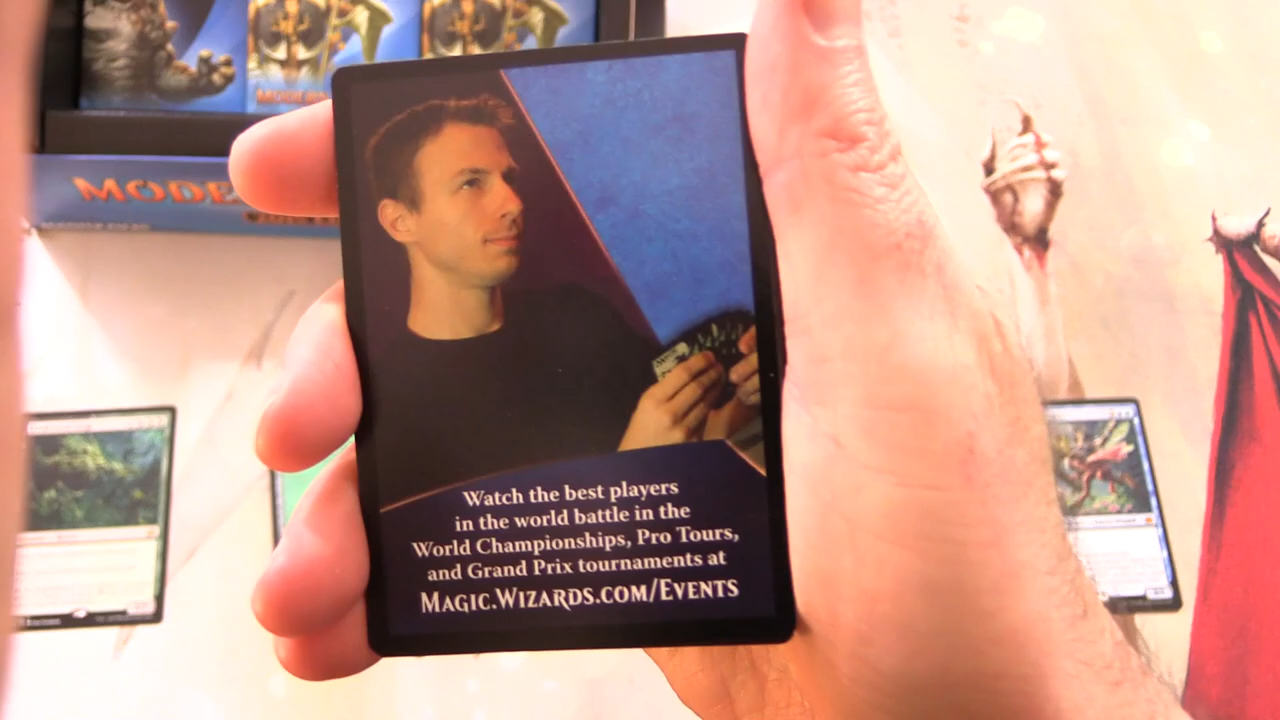 MODE
Watch the best players
in the world battle in the
World Championships, Pro Tours,
and Grand Prix tournaments at
MAGIC.WIZARDS.COM/EVENTS